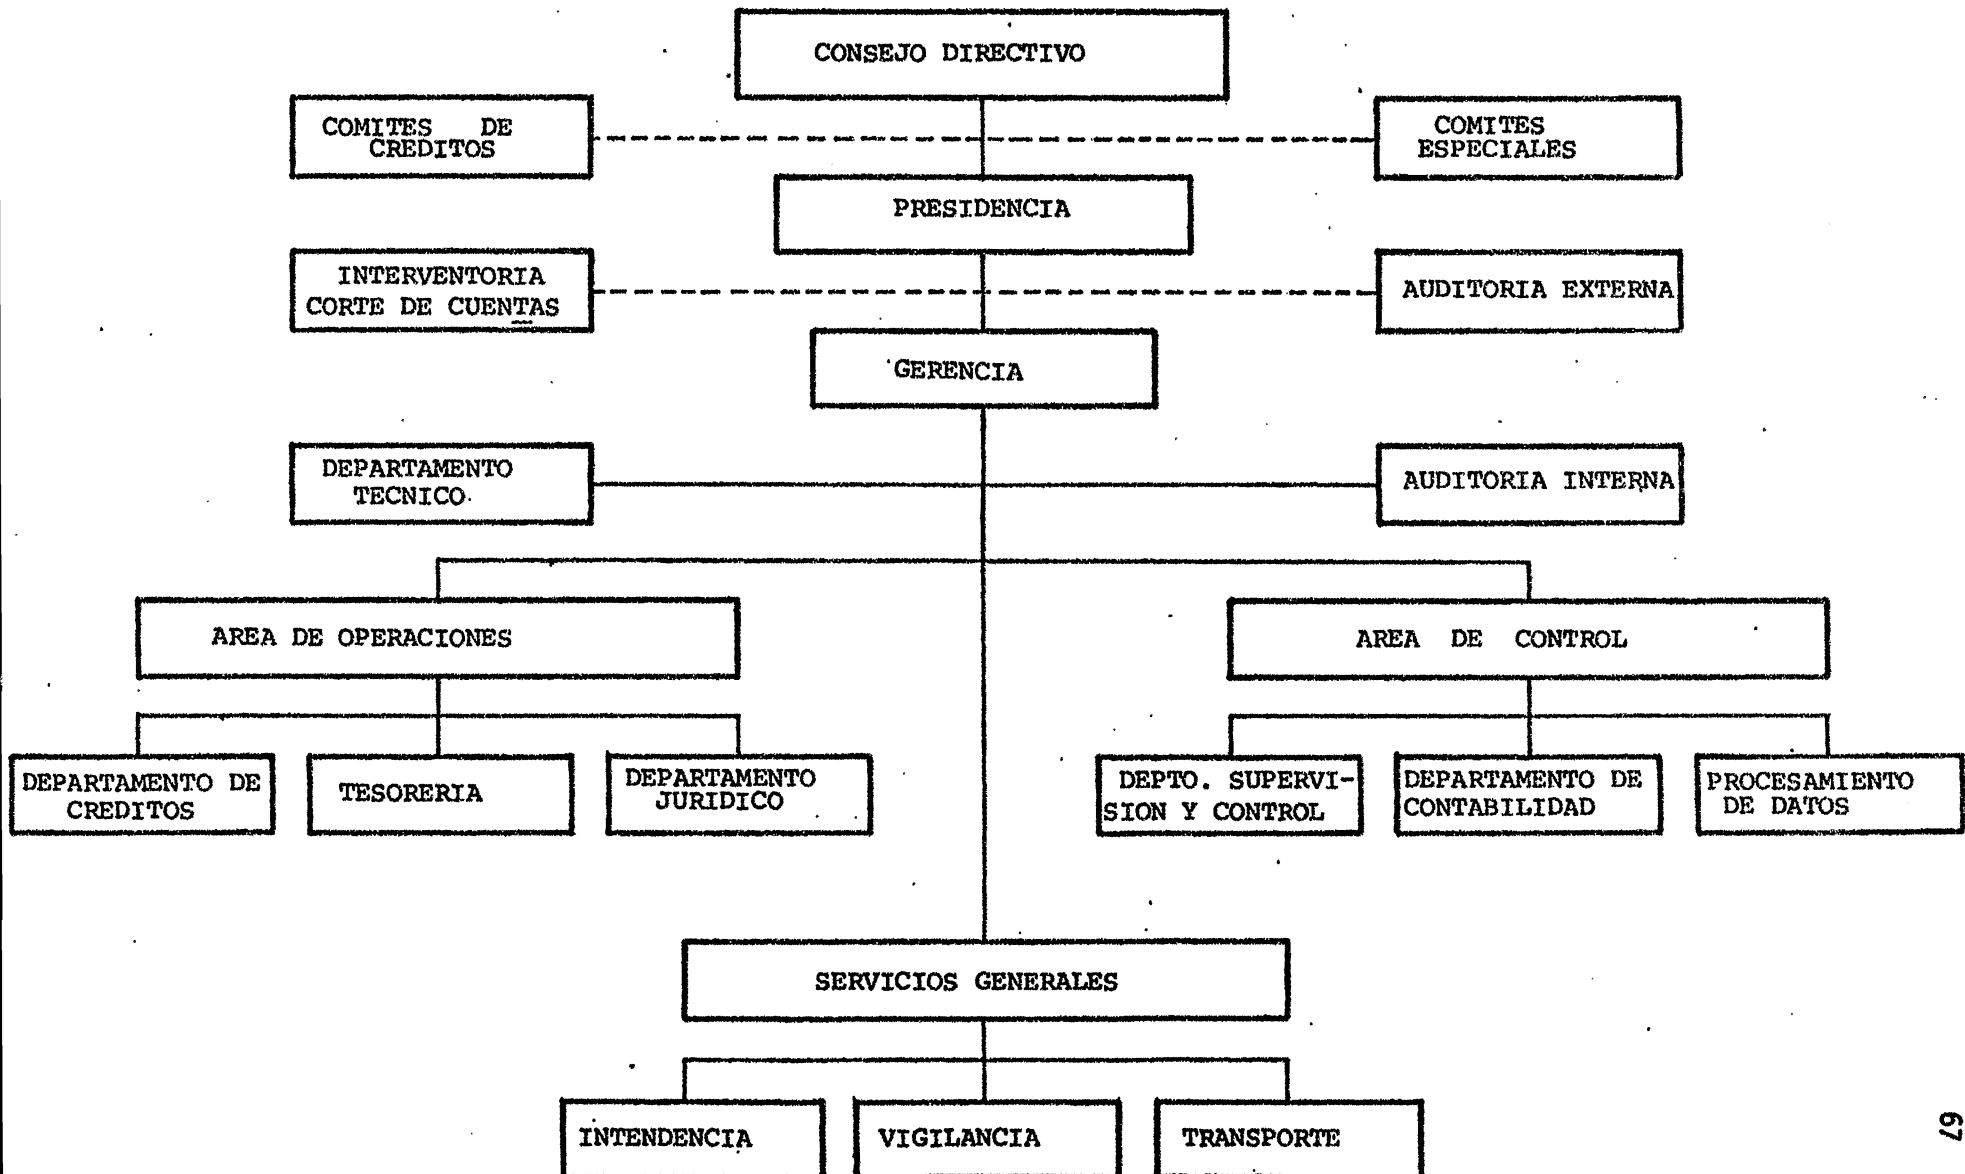 CONSEJO DIRECTIVO
COMITES DE
CREDITOS
COMITES
ESPECIALES
PRESIDENCIA
INTERVENTORIA
CORTE DE CUENTAS
AUDITORIA EXTERNA
GERENCIA
DEPARTAMENTO
TECNICO
AUDITORIA INTERNA
AREA DE OPERACIONES
AREA DE CONTROL
DEPARTAMENTO DE
CREDITOS
TESORERIA
DEPARTAMENTO
JURIDICO
DEPTO. SUPERVI-
SION Y CONTROL
DEPARTAMENTO DE
CONTABILIDAD
PROCESAMIENTO
DE DATOS
SERVICIOS GENERALES
INTENDENCIA
VIGILANCIA
TRANSPORTE
67